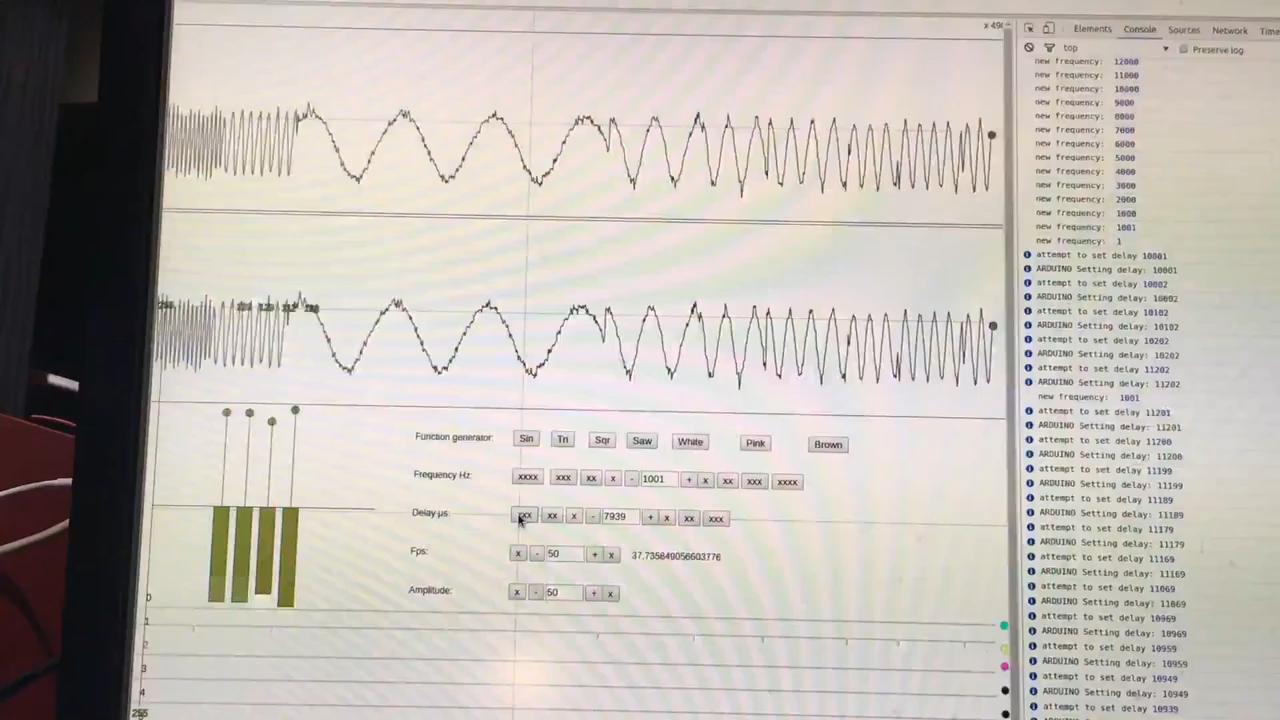 x 49
Elements Console Sources Network Time
top Preserve log
new frequency: 12000
new frequency: 11000
new frequency: 10000
new frequency: 9000
new frequency: 8000
new frequency: 7000
new frequency: 6000
new frequency: 5000
new frequency: 4000
new frequency: 3000
new frequency: 2000
new frequency: 1000
new frequency: 1001
new frequency: 1
attempt to set delay 10001
ARDUINO Setting delay: 10001
attempt to set delay 10002
ARDUINO Setting delay: 10002
attempt to set delay 10102
ARDUINO Setting delay: 10102
attempt to set delay 10202
ARDUINO Setting delay: 10202
attempt to set delay 11202
ARDUINO Setting delay: 11202
new frequency: 1001
attempt to set delay 11201
ARDUINO Setting delay: 11201
attempt to set delay 11200
ARDUINO Setting delay: 11200
attempt to set delay 11199
ARDUINO Setting delay: 11199
attempt to set delay 11189
ARDUINO Setting delay: 11189
attempt to set delay 11179
ARDUINO Setting delay: 11179
attempt to set delay 11169
ARDUINO Setting delay: 11169
attempt to set delay 11069
ARDUINO Setting delay: 11069
attempt to set delay 10969
ARDUINO Setting delay: 10969
attempt to set delay 10959
ARDUINO Setting delay: 10959
attempt to set delay 10949
ARDUINO Setting delay: 10949
attempt to set delay 10939
Function generator: Sin Tri Sqr Saw White Pink Brown
Frequency Hz: xxxx xxx xx x - 1001 + x xx xxx xxxx
Delay µs: xxx xx x - 7939 + x xx xxx
Fps: x - 50 + x 37.735849056603776
Amplitude: x - 50 + x
0
1
2
3
4
255